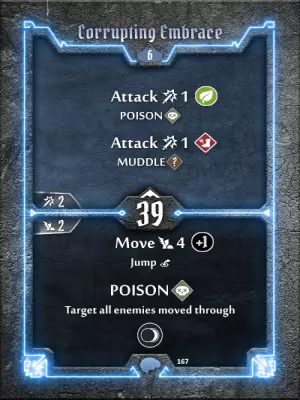 Corrupting Embrace
6
Attack 1
POISON
Attack 1
MUDDLE ?
2
39
2
Move 4 +1
Jump
POISON
Target all enemies moved through
167